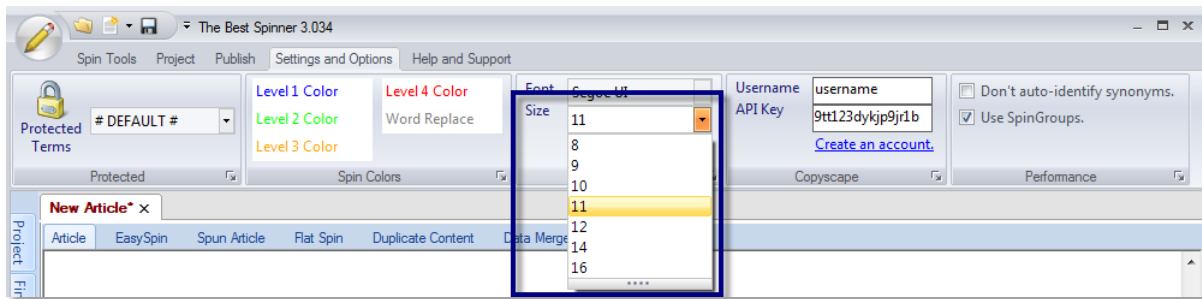 The Best Spinner 3.034
Spin Tools Project Publish Settings and Options Help and Support
Protected Terms
# DEFAULT #
Protected
Level 1 Color Level 4 Color
Level 2 Color Word Replace
Level 3 Color
Spin Colors
Font Segoe UI
Size 11
8
9
10
11
12
14
16
Username username
API Key 9tt123dykjp9jr1b
Create an account.
Copyscape
Don't auto-identify synonyms.
Use SpinGroups.
Performance
New Article* x
Article EasySpin Spun Article Flat Spin Duplicate Content Data Merge
Project